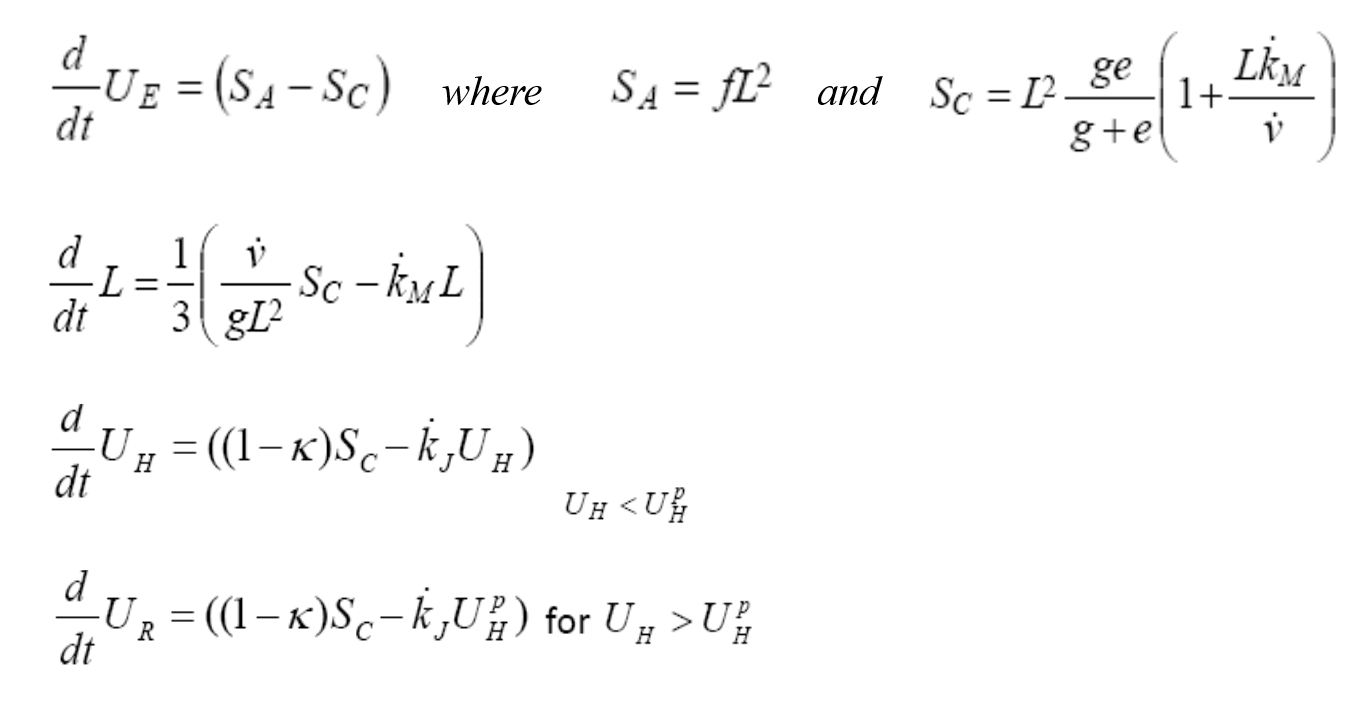 d/dt U_E = (S_A − S_C) where S_A = fL² and S_C = L² ge/(g+e) (1 + Lk̇_M/v̇)
d/dt L = 1/3 (v̇/(gL²) S_C − k̇_M L)
d/dt U_H = ((1−κ)S_C − k̇_J U_H)
U_H < U_H^p
d/dt U_R = ((1−κ)S_C − k̇_J U_H^p) for U_H > U_H^p